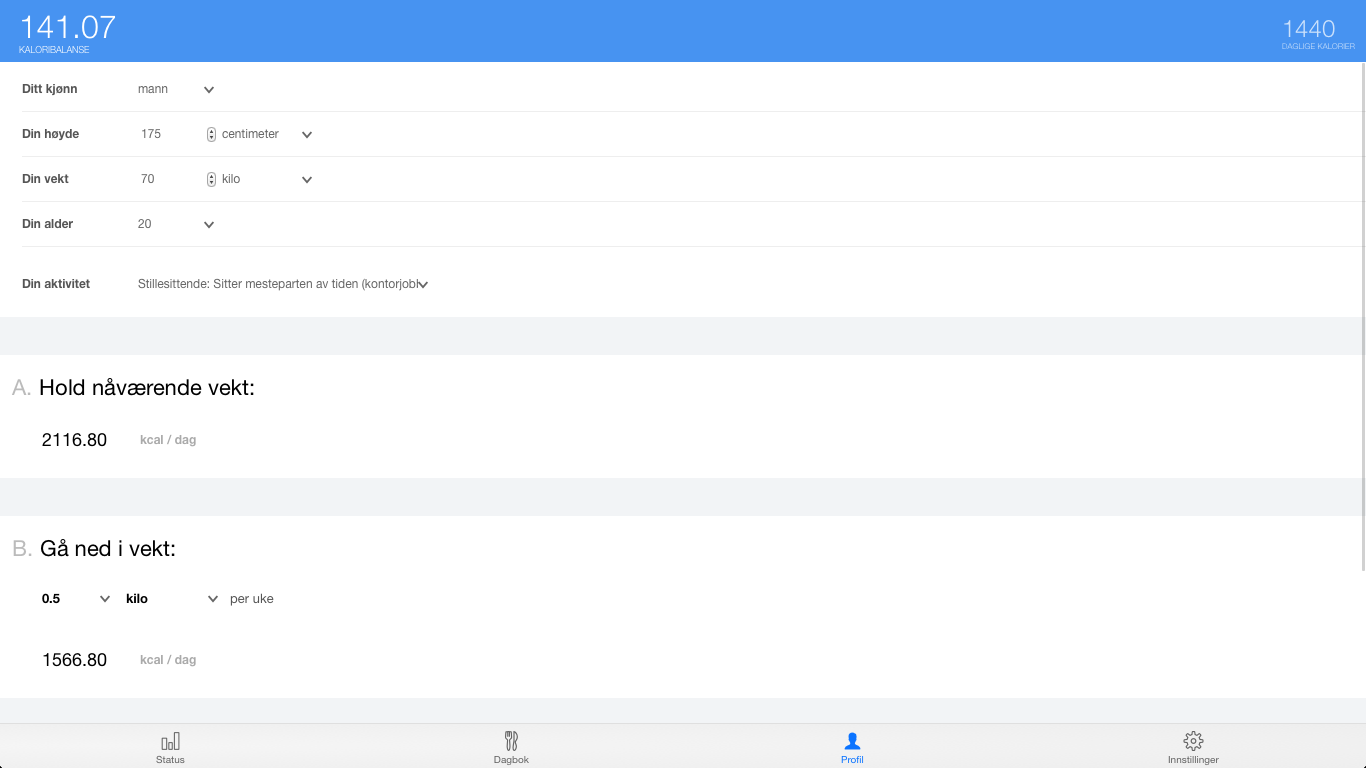 141.07
KALORIBALANSE
1440
DAGLIGE KALORIER
Ditt kjønn mann
Din høyde 175 centimeter
Din vekt 70 kilo
Din alder 20
Din aktivitet Stillesittende: Sitter mesteparten av tiden (kontorjobl
A. Hold nåværende vekt:
2116.80 kcal / dag
B. Gå ned i vekt:
0.5 kilo per uke
1566.80 kcal / dag
Status Dagbok Profil Innstillinger